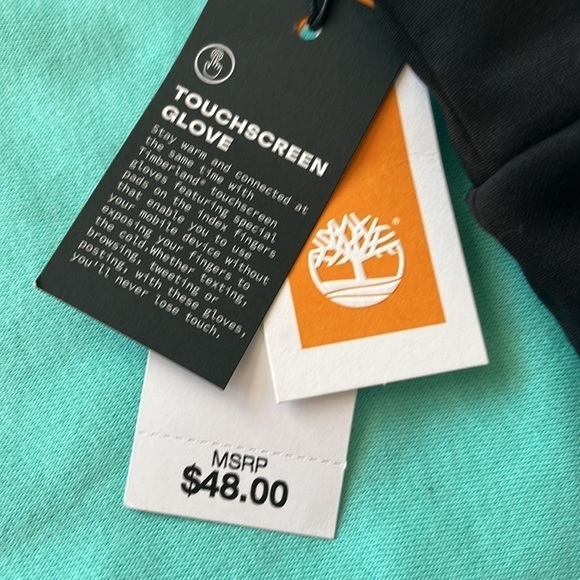 TOUCHSCREEN
GLOVE
Stay warm and connected at
the same time with
Timberland® touchscreen
gloves featuring special
pads on the index fingers
that enable you to use
your mobile device without
exposing your fingers to
the cold.Whether texting,
browsing, tweeting or
posting, with these gloves,
you'll never lose touch.
®
MSRP
$48.00